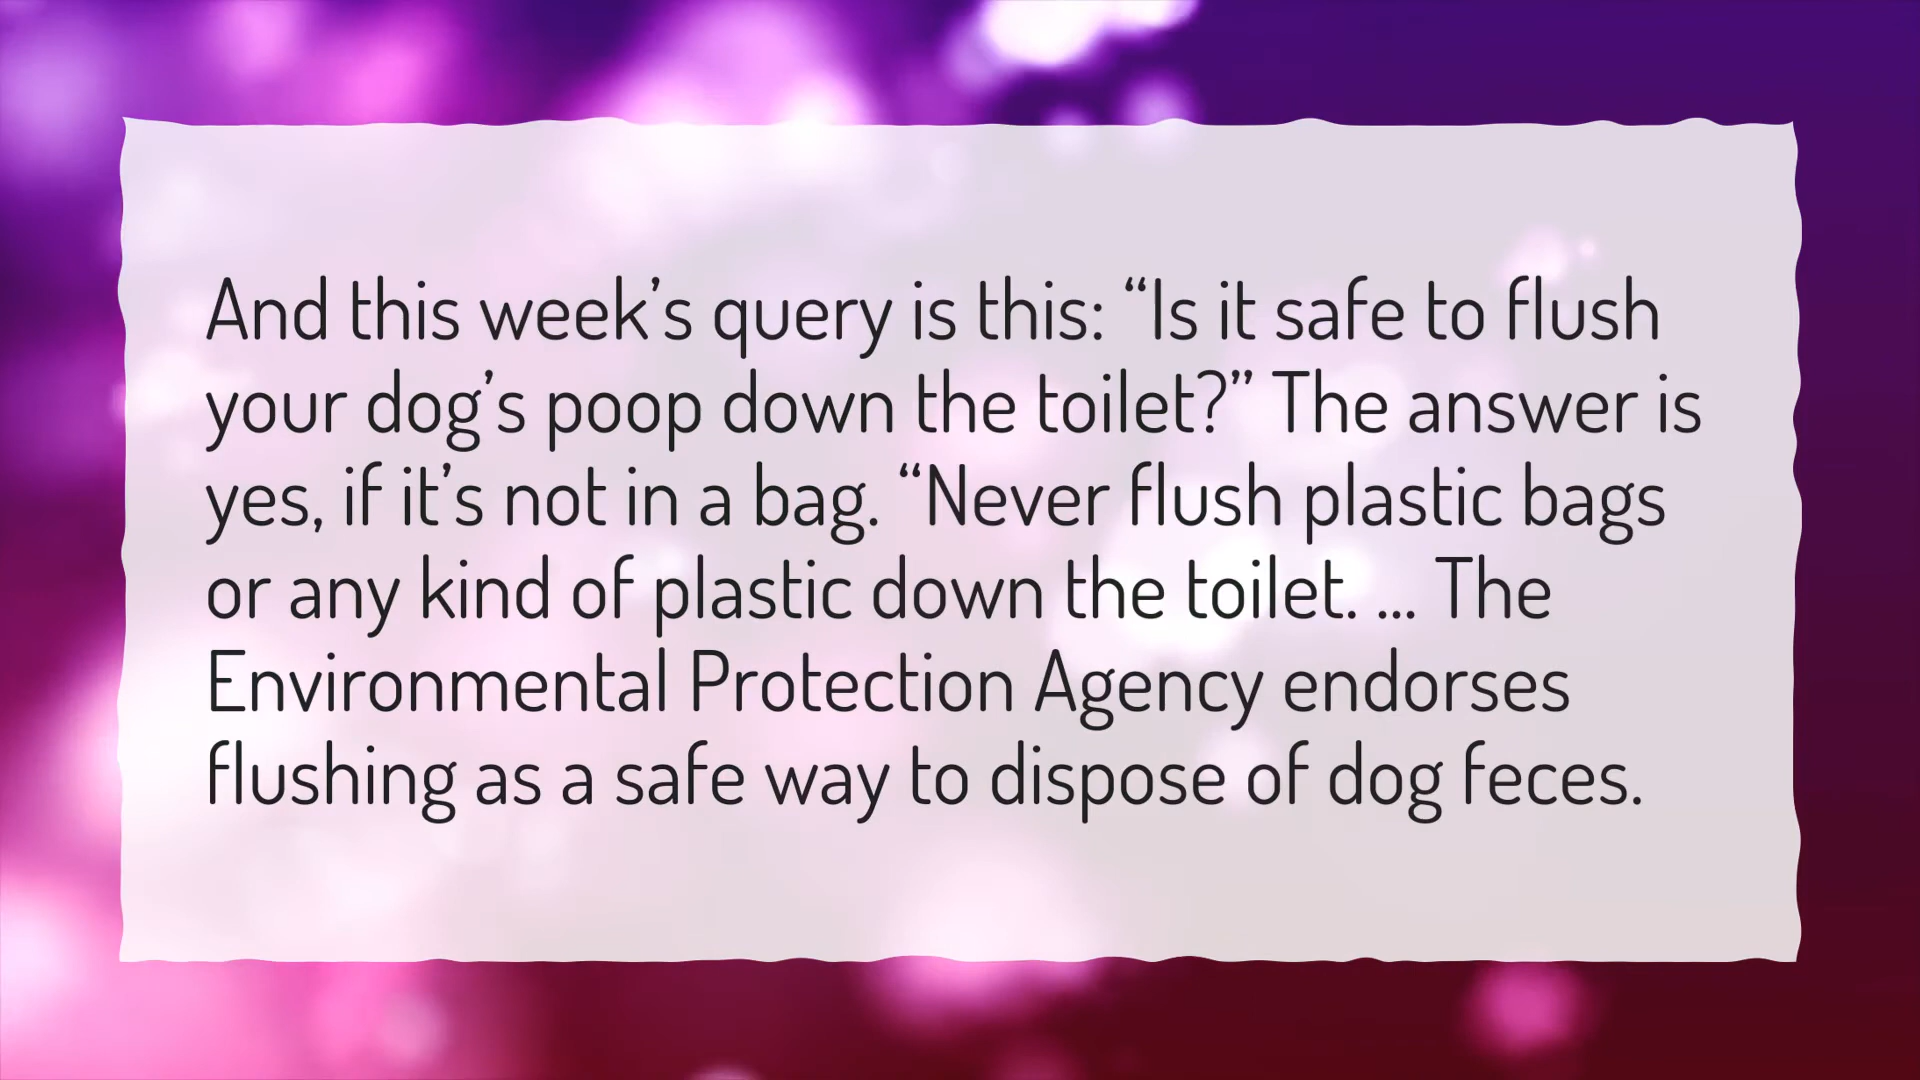 And this week’s query is this: “Is it safe to flush
your dog’s poop down the toilet?” The answer is
yes, if it’s not in a bag. “Never flush plastic bags
or any kind of plastic down the toilet. ... The
Environmental Protection Agency endorses
flushing as a safe way to dispose of dog feces.